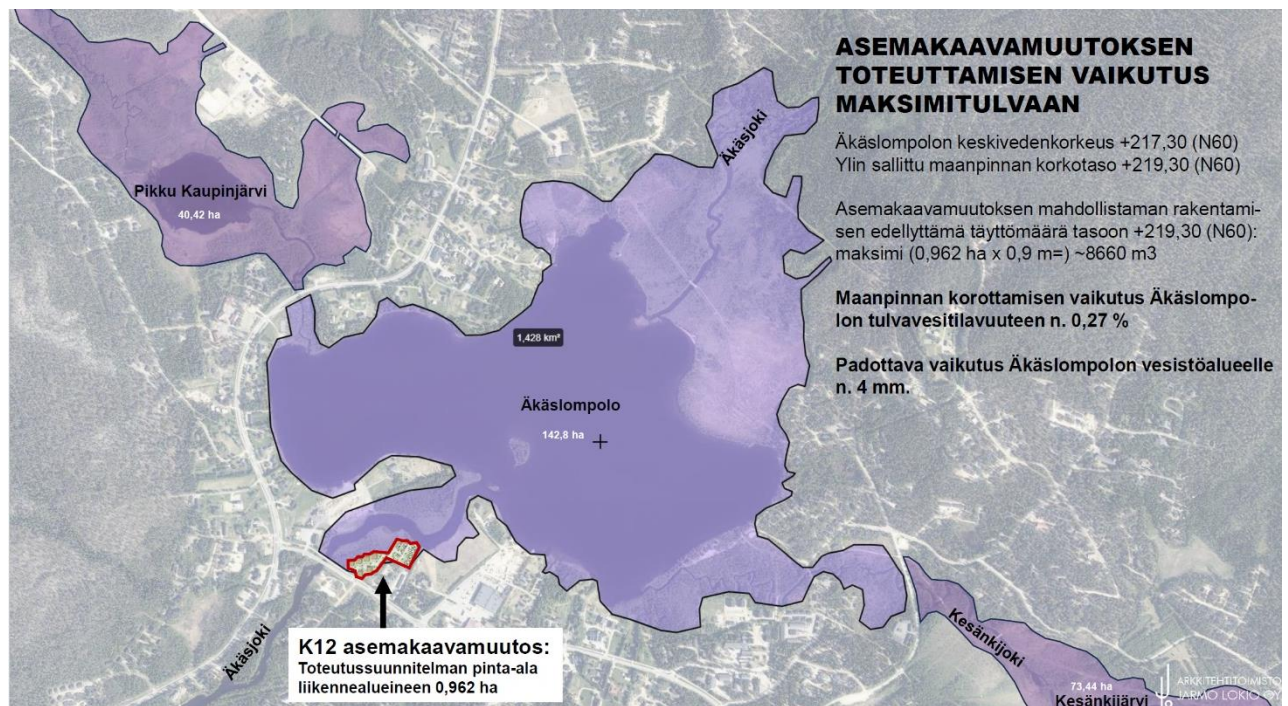 ASEMAKAAVAMUUTOKSEN
TOTEUTTAMISEN VAIKUTUS
MAKSIMITULVAAN
Äkäslompolon keskivedenkorkeus +217,30 (N60)
Ylin sallittu maanpinnan korkotaso +219,30 (N60)
Asemakaavamuutoksen mahdollistaman rakentami-
sen edellyttämä täyttömäärä tasoon +219,30 (N60):
maksimi (0,962 ha x 0,9 m=) ~8660 m3
Maanpinnan korottamisen vaikutus Äkäslompo-
lon tulvavesitilavuuteen n. 0,27 %
Padottava vaikutus Äkäslompolon vesistöalueelle
n. 4 mm.
Äkäsjoki
Pikku Kaupinjärvi
40,42 ha
1,428 km²
Äkäslompolo
142,8 ha
K12 asemakaavamuutos:
Toteutussuunnitelman pinta-ala
liikennealueineen 0,962 ha
Äkäsjoki
Kesänkijoki
73,44 ha
Kesänkijärvi
ARKKITEHTITOIMISTO
JARMO LOKIO OY